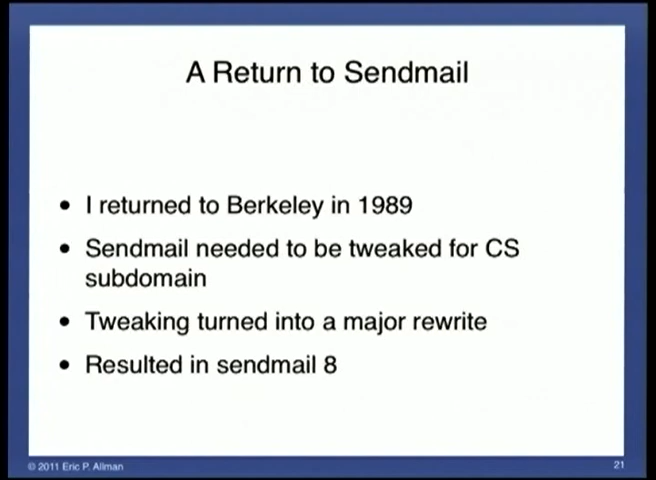 A Return to Sendmail
• I returned to Berkeley in 1989
• Sendmail needed to be tweaked for CS
subdomain
• Tweaking turned into a major rewrite
• Resulted in sendmail 8
© 2011 Eric P. Allman
21